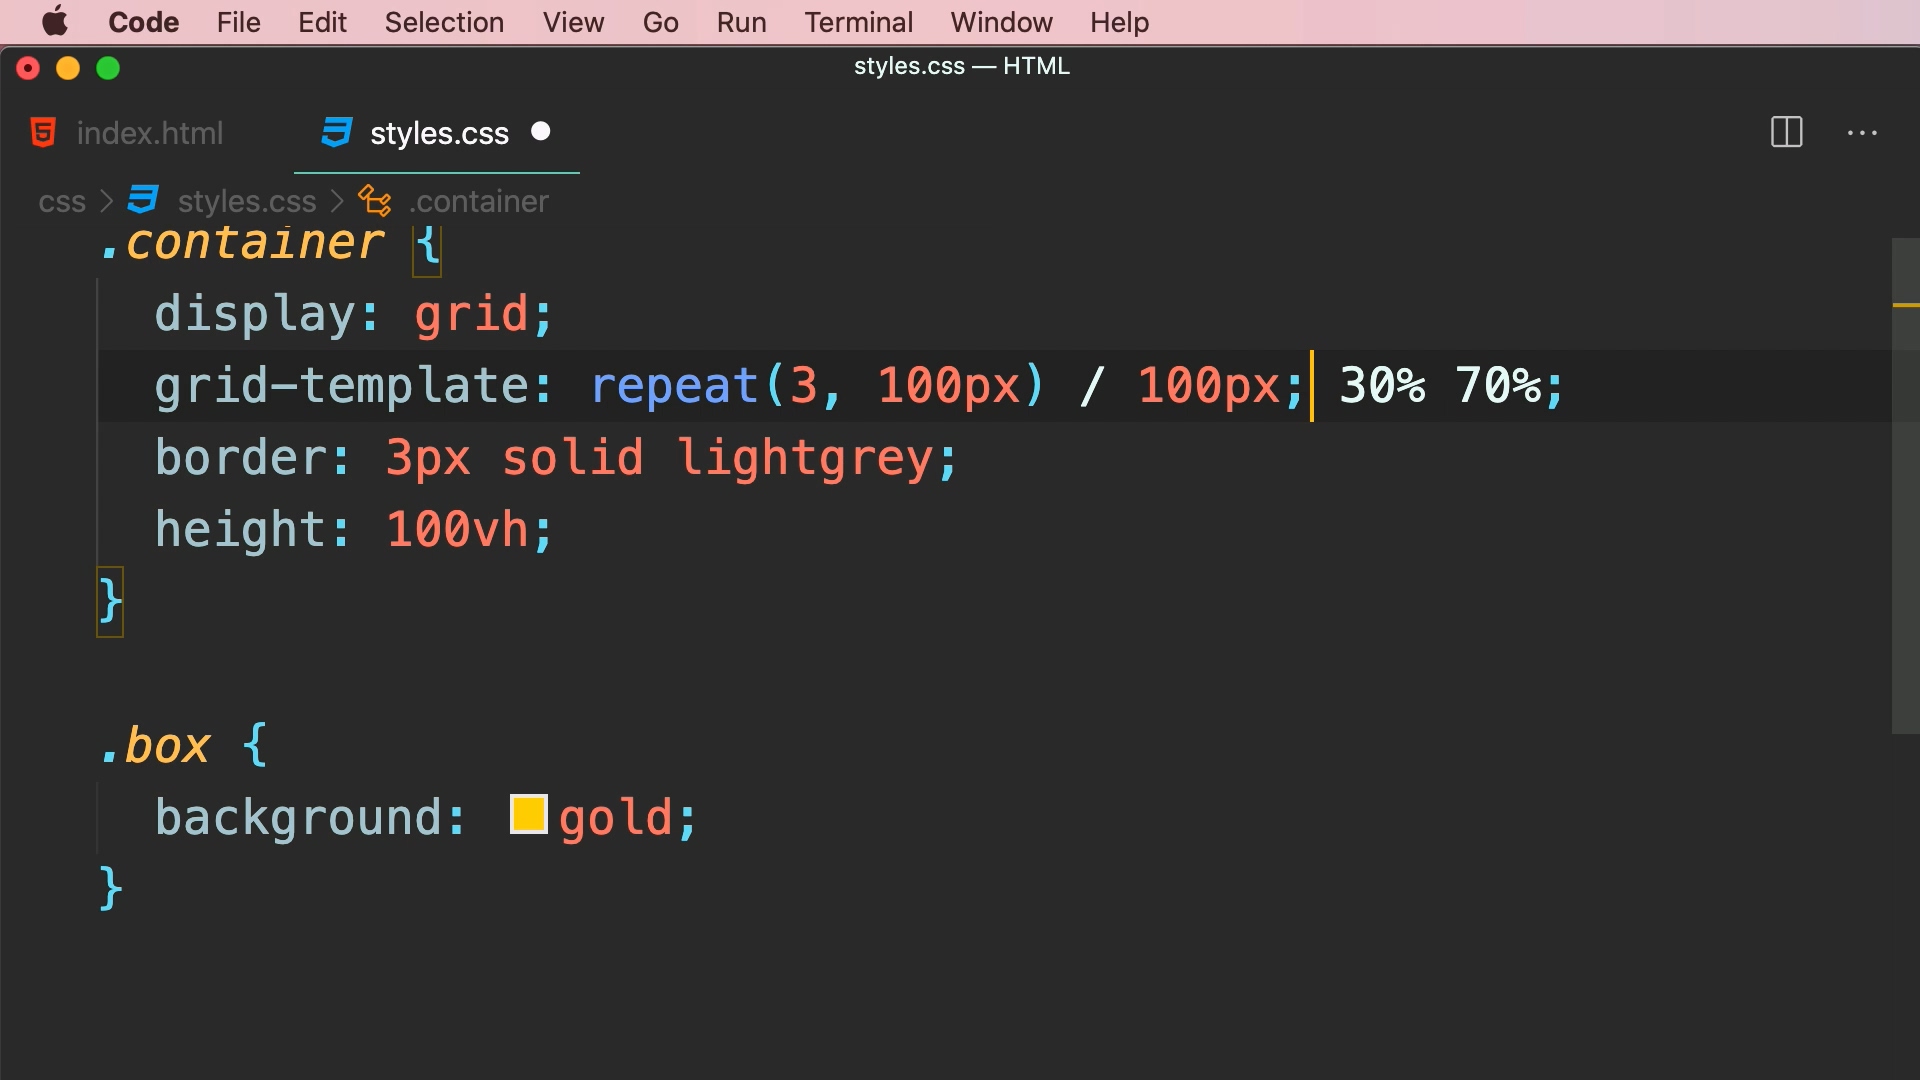 Code File Edit Selection View Go Run Terminal Window Help
styles.css — HTML
index.html styles.css
css > styles.css > .container
.container {
display: grid;
grid-template: repeat(3, 100px) / 100px; 30% 70%;
border: 3px solid lightgrey;
height: 100vh;
}
.box {
background: gold;
}